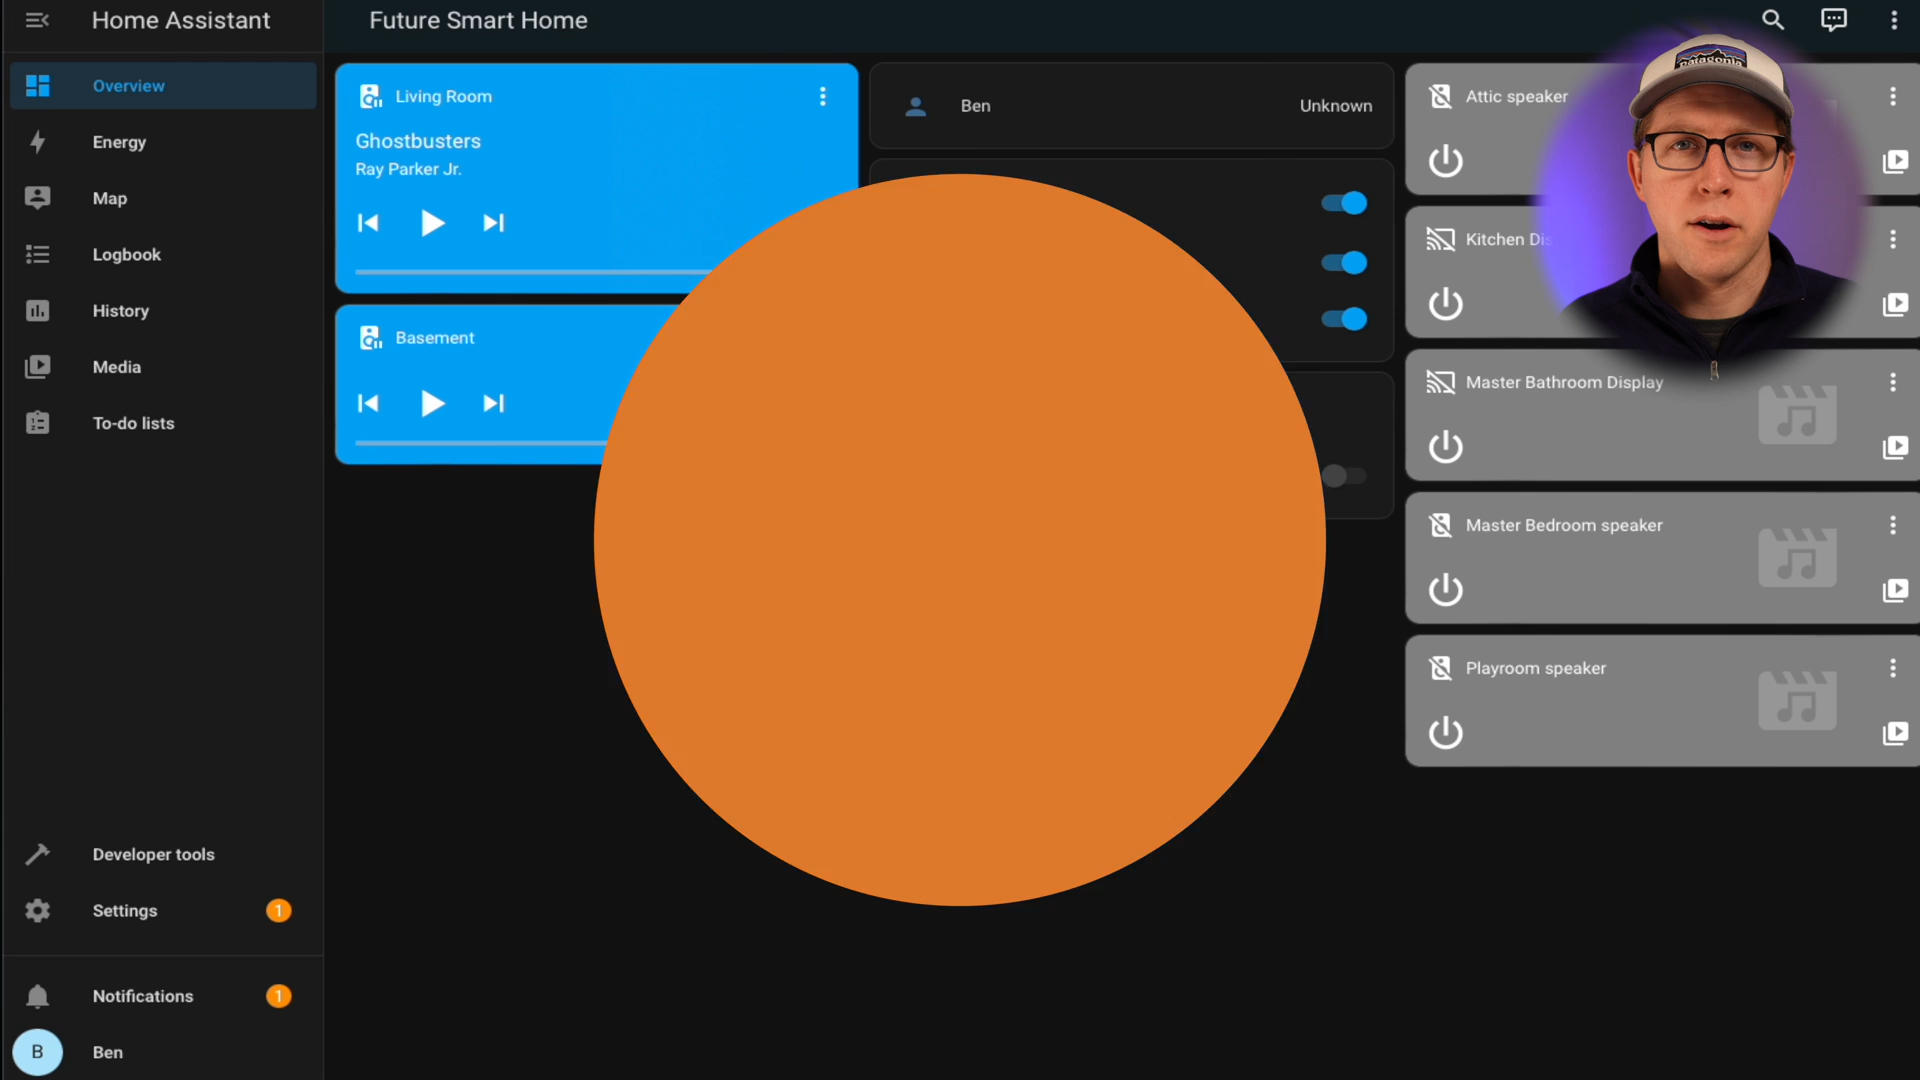 Home Assistant
Future Smart Home
Overview
Energy
Map
Logbook
History
Media
To-do lists
Developer tools
Settings
1
Notifications
1
B
Ben
Living Room
Ghostbusters
Ray Parker Jr.
Basement
Ben
Unknown
Attic speaker
Kitchen
Master Bathroom Display
Master Bedroom speaker
Playroom speaker
patagonia